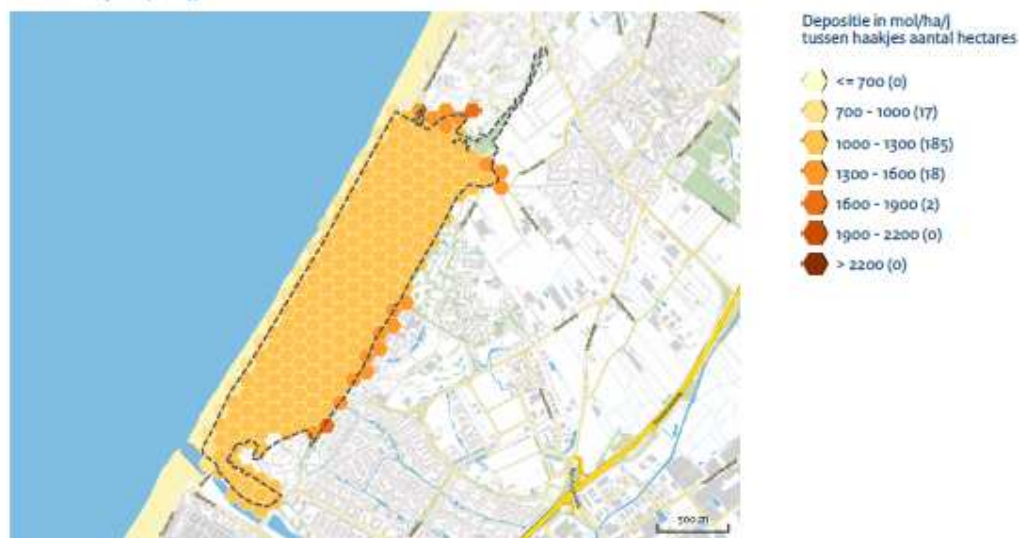 Depositie in mol/ha/j
tussen haakjes aantal hectares
<= 700 (0)
700 - 1000 (17)
1000 - 1300 (185)
1300 - 1600 (18)
1600 - 1900 (2)
1900 - 2200 (0)
> 2200 (0)
500 m